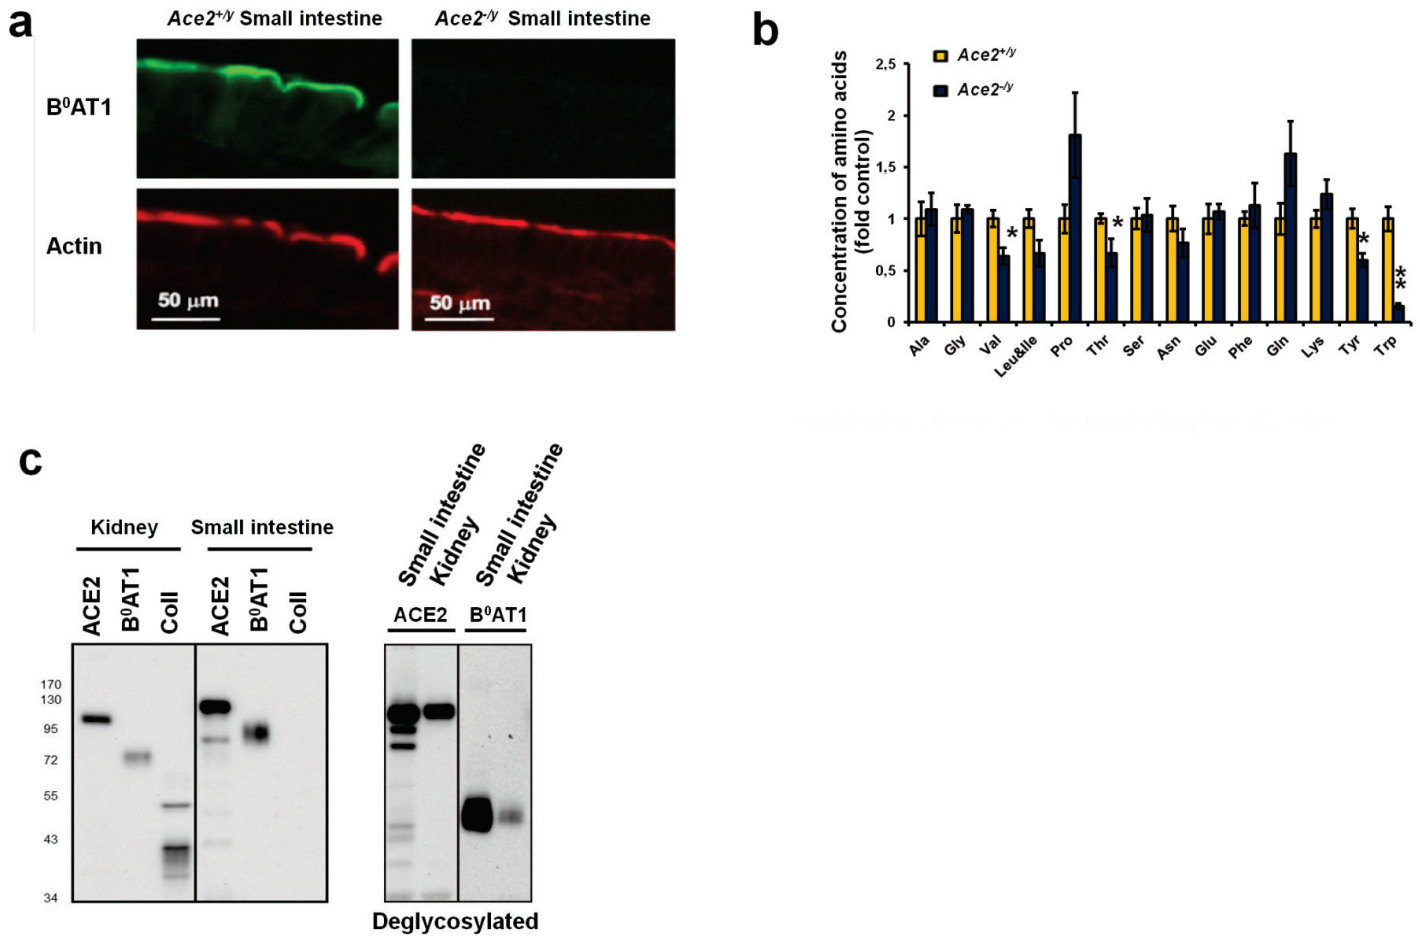 a
Ace2+/y Small intestine
Ace2-/y Small intestine
B⁰AT1
Actin
50 µm
50 µm
b
Ace2+/y
Ace2-/y
Concentration of amino acids
(fold control)
2,5
2
1,5
1
0,5
0
* * * **
Ala Gly Val Leu&Ile Pro Thr Ser Asn Glu Phe Gln Lys Tyr Trp
c
Kidney
Small intestine
ACE2 B⁰AT1 Coll ACE2 B⁰AT1 Coll
170
130
95
72
55
43
34
Small intestine Kidney Small intestine Kidney
ACE2 B⁰AT1
Deglycosylated